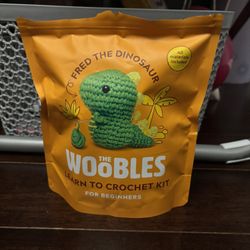 FRED THE DINOSAUR
THE
WOOBLES
LEARN TO CROCHET KIT
FOR BEGINNERS